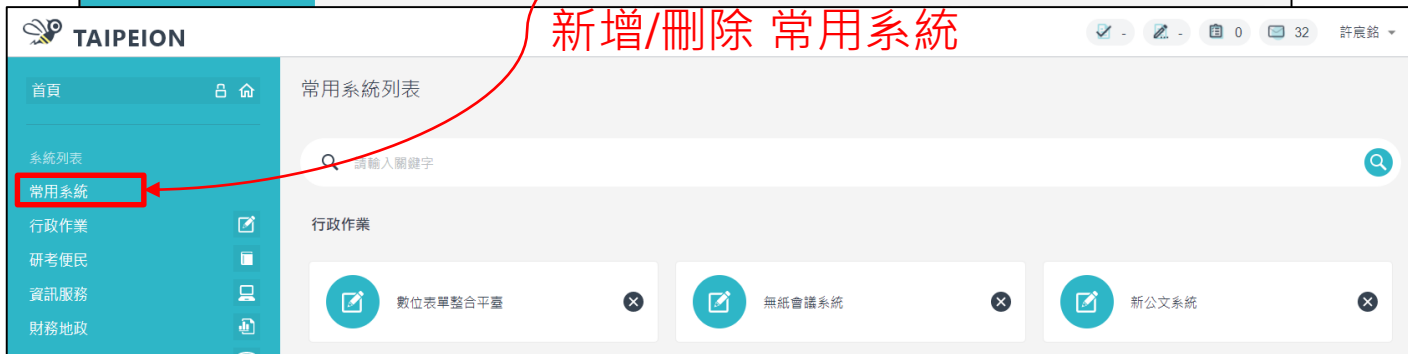 新增/刪除 常用系統
TAIPEION
- - 0 32 許宸銘
首頁
常用系統列表
系統列表
請輸入關鍵字
常用系統
行政作業
行政作業
研考便民
資訊服務
數位表單整合平臺 無紙會議系統 新公文系統
財務地政